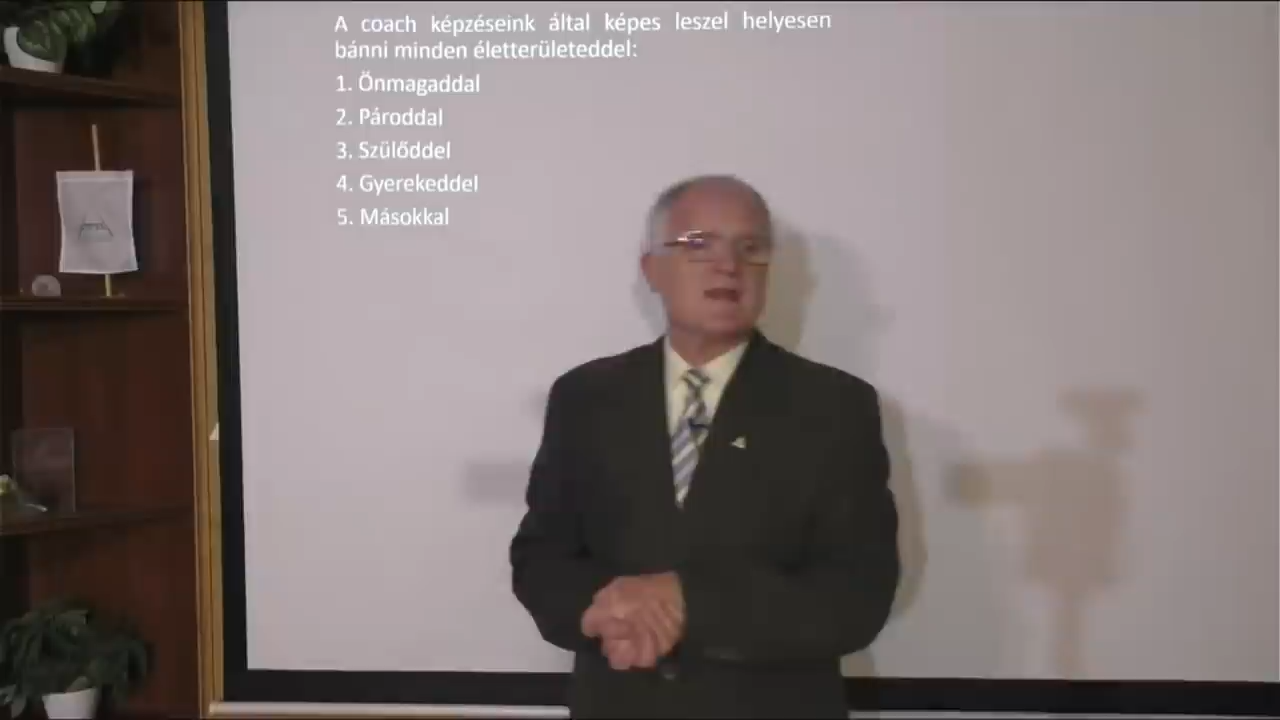 A coach képzéseink által képes leszel helyesen
bánni minden életterületeddel:
1. Önmagaddal
2. Pároddal
3. Szülőddel
4. Gyerekeddel
5. Másokkal